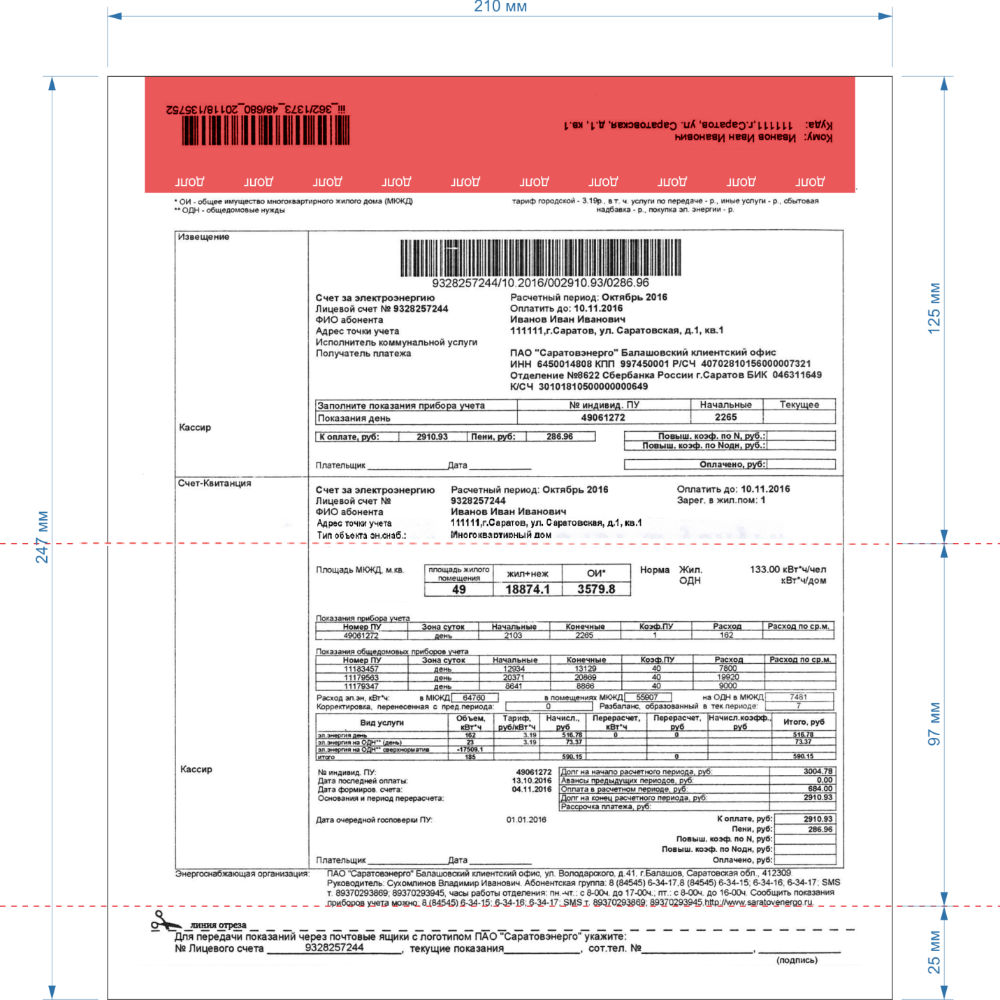 210 мм
iii_362/1373_48/680_20118/135752
Кому: Иванов Иван Иванович
Куда: 111111,г.Саратов, ул. Саратовская, д.1, кв.1
ДОЛГ ДОЛГ ДОЛГ ДОЛГ ДОЛГ ДОЛГ ДОЛГ ДОЛГ ДОЛГ ДОЛГ
* ОИ - общее имущество многоквартирного жилого дома (МЮКД)
** ОДН - общедомовые нужды
тариф городской - 3.19р., в т. ч. услуги по передаче - р., иные услуги - р., сбытовая
надбавка - р., покупка эл. энергии - р.
Извещение
9328257244/10.2016/002910.93/0286.96
Счет за электроэнергию Расчетный период: Октябрь 2016
Лицевой счет № 9328257244 Оплатить до: 10.11.2016
ФИО абонента Иванов Иван Иванович
Адрес точки учета 111111,г.Саратов, ул. Саратовская, д.1, кв.1
Исполнитель коммунальной услуги
Получатель платежа ПАО "Саратовэнерго" Балашовский клиентский офис
ИНН 6450014808 КПП 997450001 Р/СЧ 40702810156000007321
Отделение №8622 Сбербанка России г.Саратов БИК 046311649
К/СЧ 30101810500000000649
125 мм
Заполните показания прибора учета № индивид. ПУ Начальные Текущее
Показания день 49061272 2265
Кассир
К оплате, руб: 2910.93 Пени, руб: 286.96 Повыш. коэф. по N, руб.:
Повыш. коэф. по Nодн, руб.:
Плательщик Дата Оплачено, руб:
Счет-Квитанция
Счет за электроэнергию Расчетный период: Октябрь 2016 Оплатить до: 10.11.2016
Лицевой счет № 9328257244 Зарег. в жил.пом: 1
ФИО абонента Иванов Иван Иванович
Адрес точки учета 111111,г.Саратов, ул. Саратовская, д.1, кв.1
Тип объекта эн.снаб.: Многоквартирный дом
247 мм
Площадь МЮКД, м.кв. площадь жилого помещения жил+неж ОИ* Норма Жил. 133.00 кВт*ч/чел
49 18874.1 3579.8 ОДН кВт*ч/дом
Показания прибора учета
Номер ПУ Зона суток Начальные Конечные Коэф.ПУ Расход Расход по ср.м.
49061272 день 2103 2265 1 162
Показания общедомовых приборов учета
Номер ПУ Зона суток Начальные Конечные Коэф.ПУ Расход Расход по ср.м.
11183457 день 12934 13129 40 7800
11179563 день 20371 20869 40 19920
11179347 день 8641 8866 40 9000
Расход эл.эн, кВт*ч: в МЮКД 64760 в помещениях МЮКД 55907 на ОДН в МЮКД 7481
Корректировка, перенесенная с пред.периода: 0 Разбаланс, образованный в тек.периоде: 7
Вид услуги Объем, кВт*ч Тариф, руб/кВт*ч Начисл., руб Перерасчет, кВт*ч Перерасчет, руб Начисл.коэфф., руб Итого, руб
эл.энергия день 162 3.19 516.78 0 0 516.78
эл.энергия на ОДН** (день) 23 3.19 73.37 73.37
эл.энергия на ОДН** сверхнорматив -17509.1
итого 185 590.15 0 590.15
97 мм
Кассир
№ индивид. ПУ: 49061272 Долг на начало расчетного периода, руб: 3004.78
Дата последней оплаты: 13.10.2016 Авансы предыдущих периодов, руб: 0.00
Дата формиров. счета: 04.11.2016 Оплата в расчетном периоде, руб: 684.00
Основания и период перерасчета: Долг на конец расчетного периода, руб: 2910.93
Рассрочка платежа, руб:
Дата очередной госповерки ПУ: 01.01.2016 К оплате, руб: 2910.93
Пени, руб: 286.96
Повыш. коэф. по N, руб:
Повыш. коэф. по Nодн, руб:
Плательщик Дата Оплачено, руб:
Энергоснабжающая организация: ПАО "Саратовэнерго" Балашовский клиентский офис, ул. Володарского, д.41, г.Балашов, Саратовская обл., 412309.
Руководитель: Сухомлинов Владимир Иванович. Абонентская группа: 8 (84545) 6-34-17,8 (84545) 6-34-15; 6-34-16; 6-34-17; SMS
т. 89370293869; 89370293945, часы работы отделения: пн.-чт.: с 8-00ч. до 17-00ч.; пт.: с 8-00ч. до 16-00ч. Сообщить показания
приборов учета можно: 8 (84545) 6-34-15; 6-34-16; 6-34-17; SMS т. 89370293869; 89370293945,http://www.saratovenergo.ru.
линия отреза
Для передачи показаний через почтовые ящики с логотипом ПАО "Саратовэнерго" укажите:
№ Лицевого счета 9328257244, текущие показания, сот.тел. №,
(подпись)
25 мм